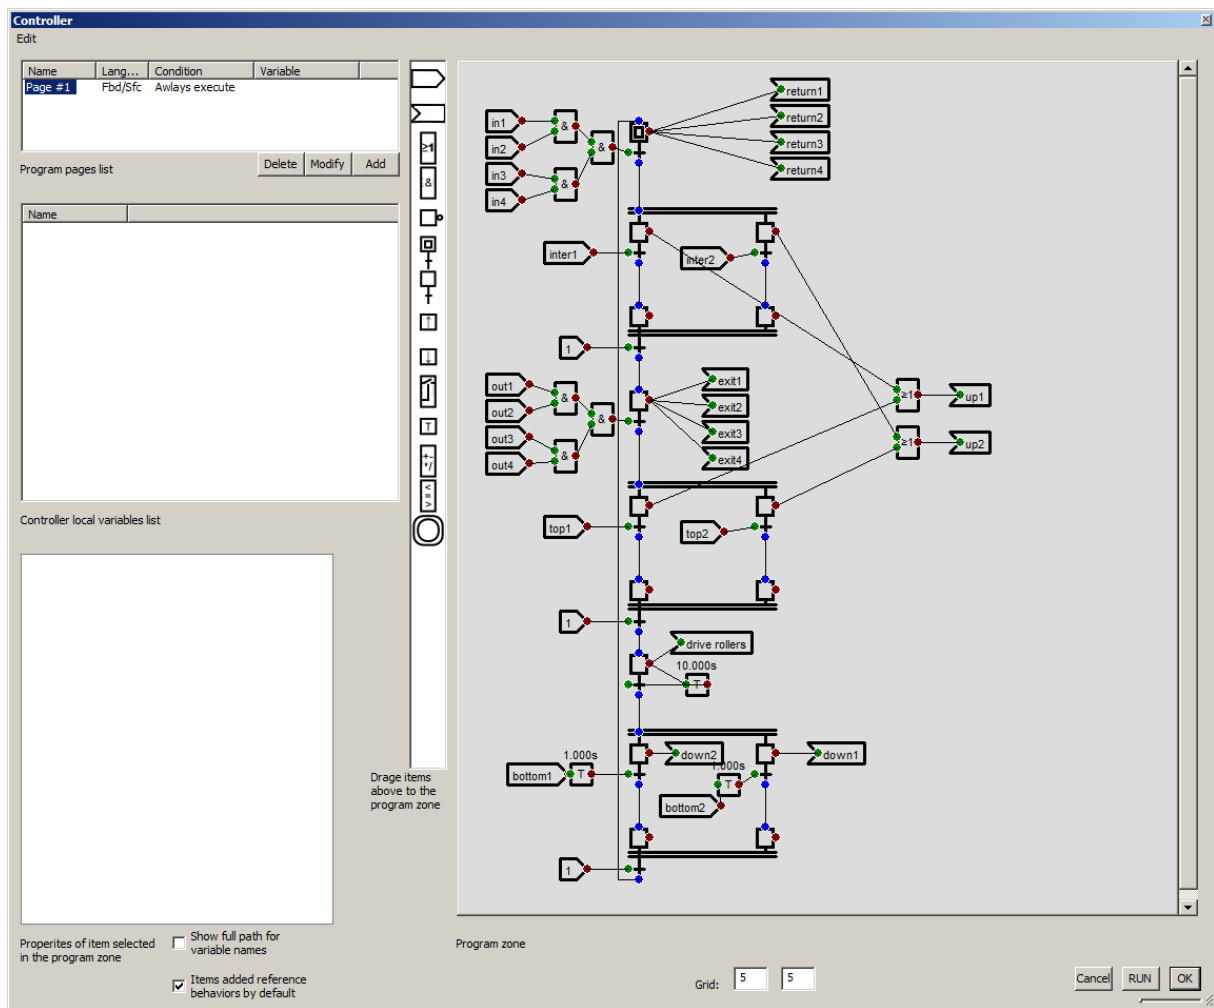 Controller
Edit
Name Lang... Condition Variable
Page #1 Fbd/Sfc Awlays execute
Program pages list
Delete Modify Add
Name
Controller local variables list
Properites of item selected
in the program zone
Show full path for
variable names
Items added reference
behaviors by default
≥1
&
↑
↓
T
+-
*/
<
=
>
Drage items
above to the
program zone
in1
in2
in3
in4
&
&
&
return1
return2
return3
return4
inter1
inter2
1
out1
out2
out3
out4
&
&
&
exit1
exit2
exit3
exit4
≥1
up1
≥1
up2
top1
top2
1
drive rollers
10.000s
T
1.000s
bottom1
T
down2
1.000s
T
bottom2
down1
1
Program zone
Grid: 5 5
Cancel RUN OK